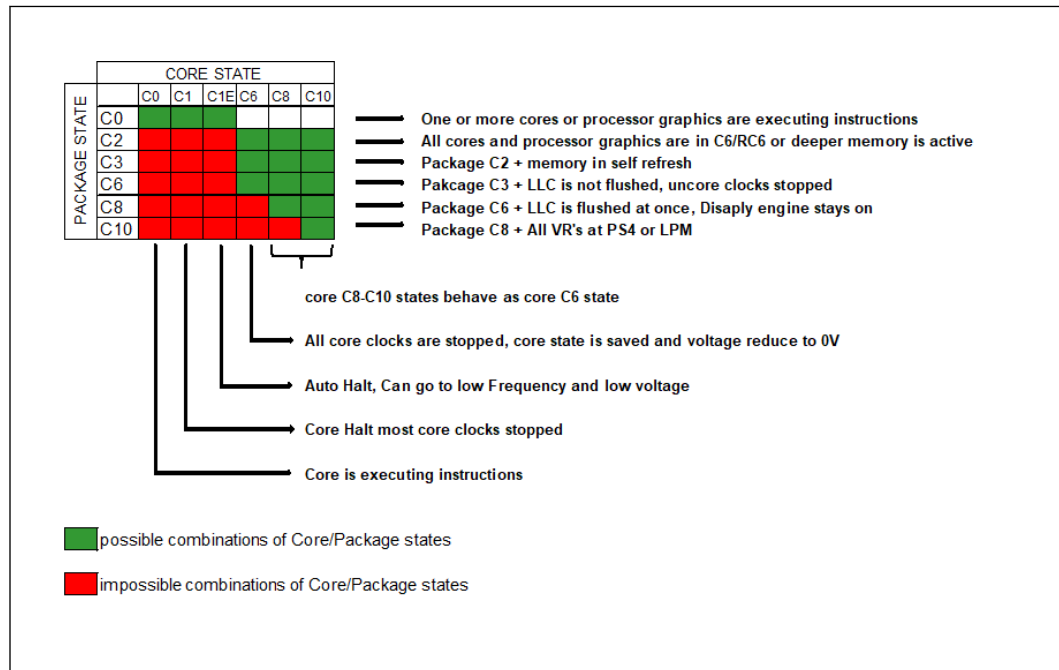 CORE STATE
C0 C1 C1E C6 C8 C10
PACKAGE STATE
C0 One or more cores or processor graphics are executing instructions
C2 All cores and processor graphics are in C6/RC6 or deeper memory is active
C3 Package C2 + memory in self refresh
C6 Pakcage C3 + LLC is not flushed, uncore clocks stopped
C8 Package C6 + LLC is flushed at once, Disaply engine stays on
C10 Package C8 + All VR's at PS4 or LPM
core C8-C10 states behave as core C6 state
All core clocks are stopped, core state is saved and voltage reduce to 0V
Auto Halt, Can go to low Frequency and low voltage
Core Halt most core clocks stopped
Core is executing instructions
possible combinations of Core/Package states
impossible combinations of Core/Package states